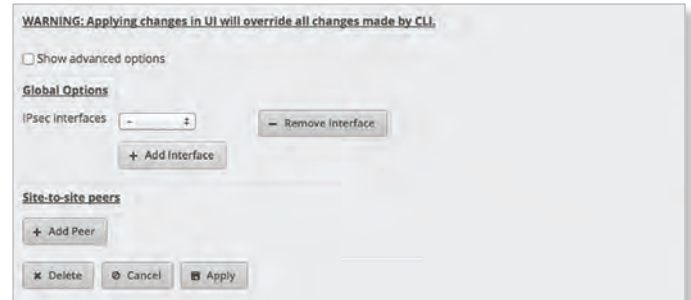 WARNING: Applying changes in UI will override all changes made by CLI.
Show advanced options
Global Options
IPsec interfaces - − Remove Interface
+ Add Interface
Site-to-site peers
+ Add Peer
Delete Cancel Apply